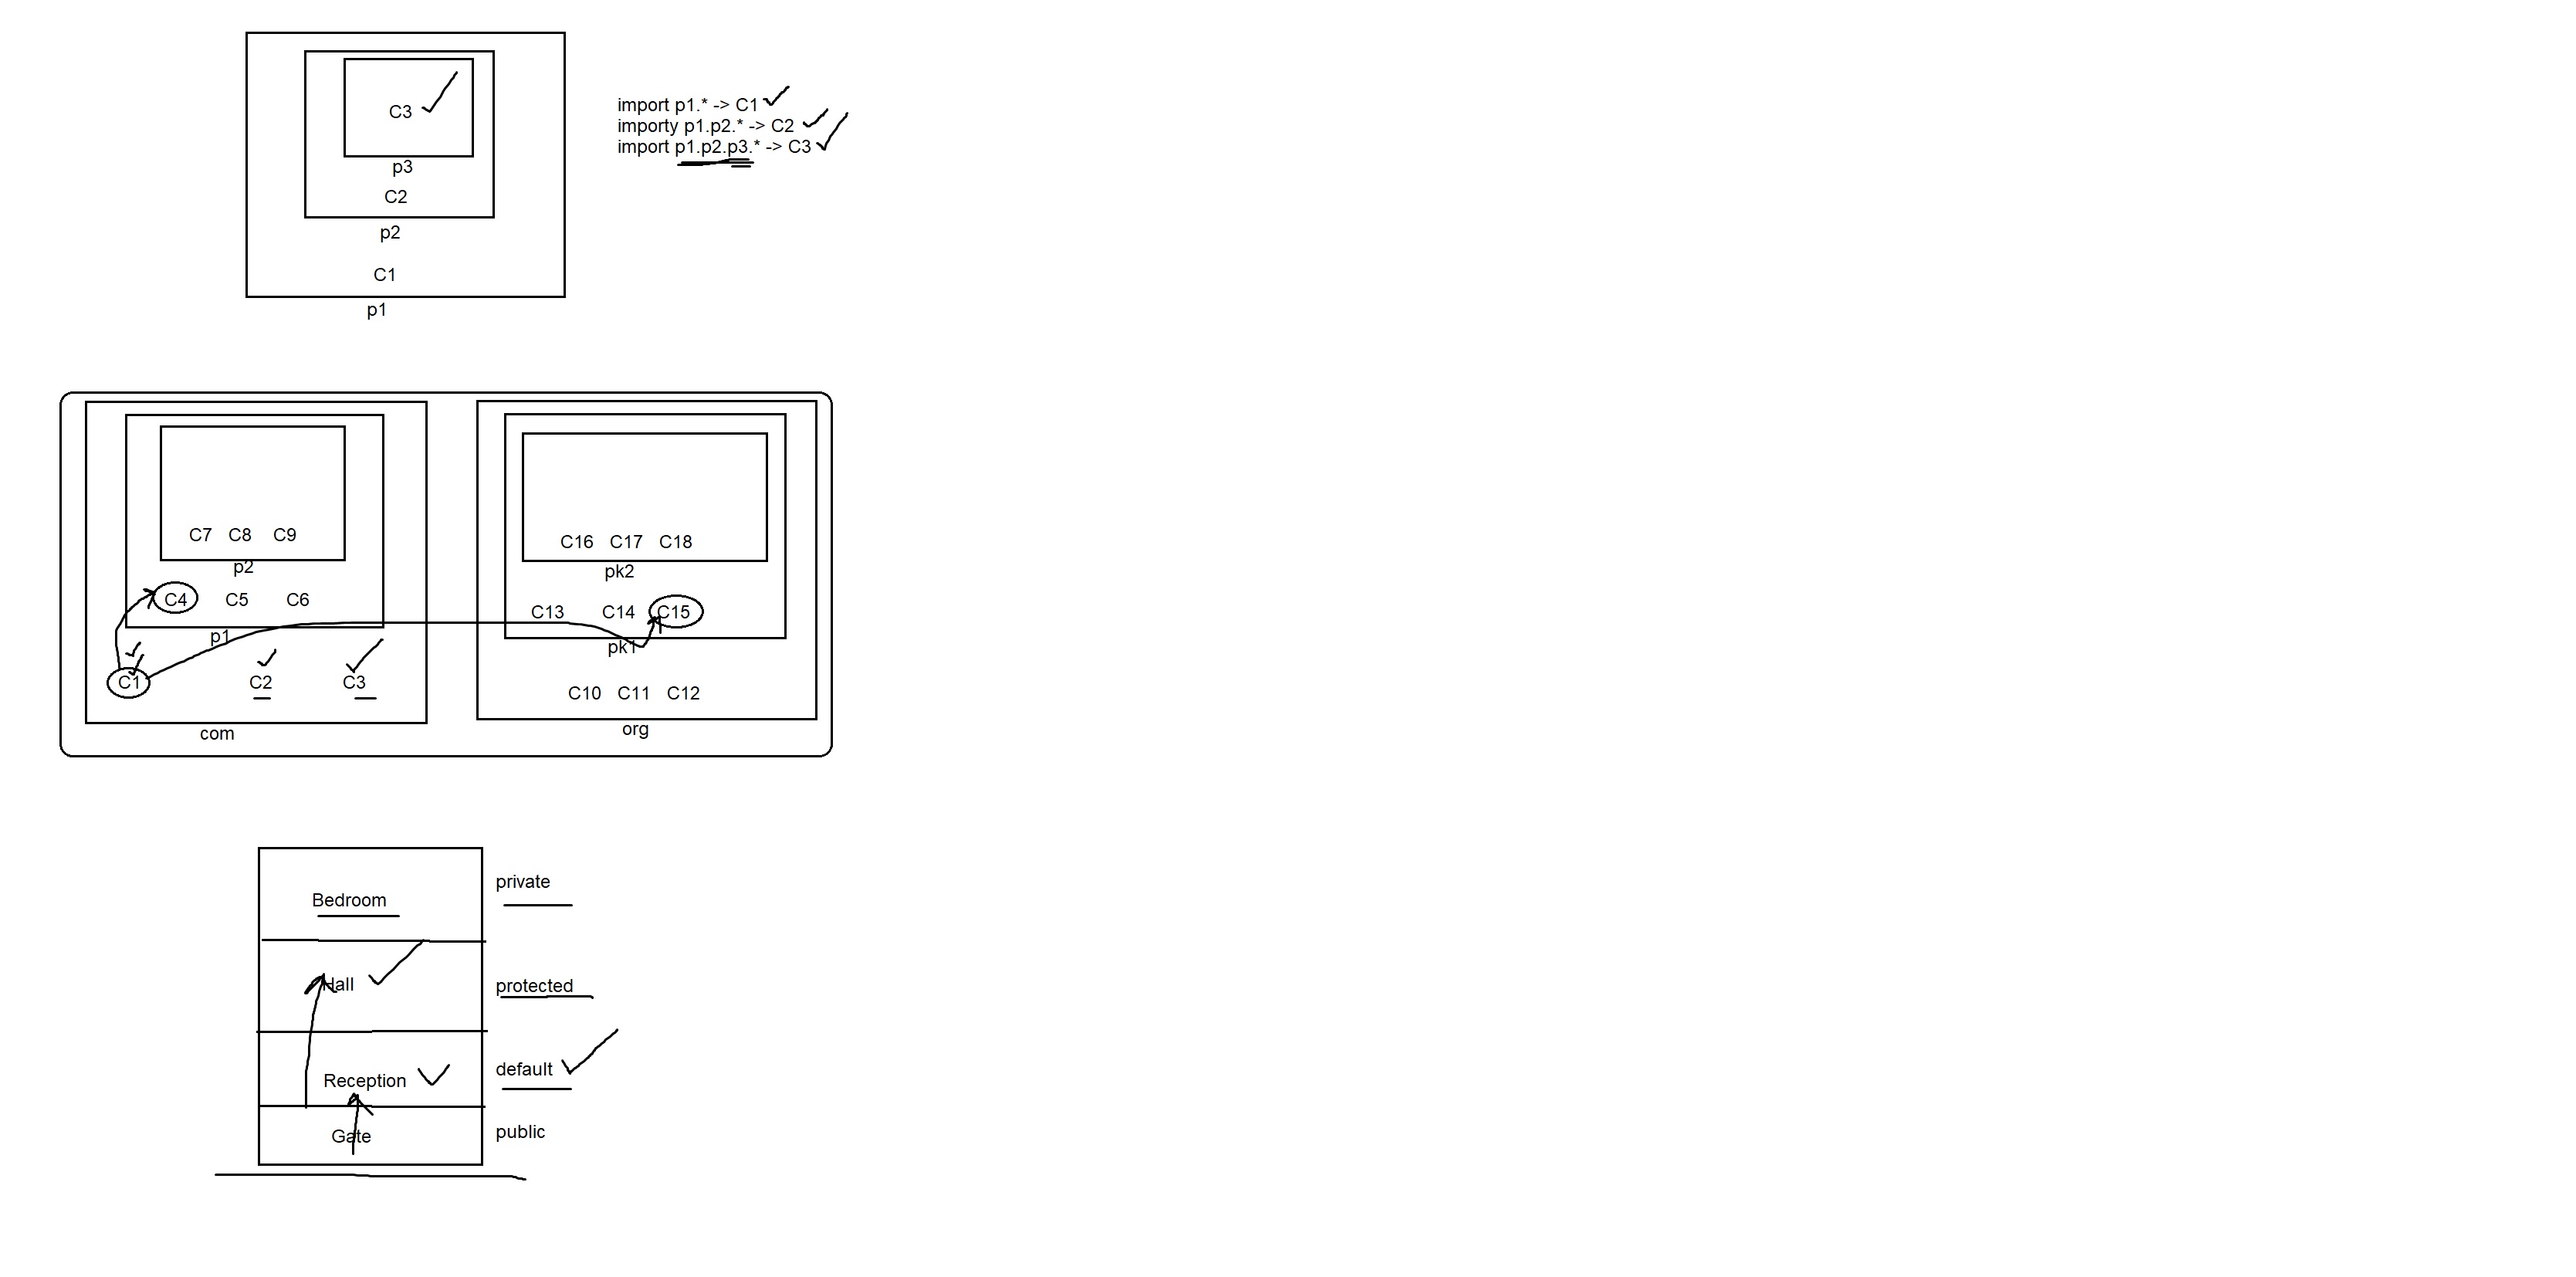 C3
p3
C2
p2
C1
p1
import p1.* -> C1
importy p1.p2.* -> C2
import p1.p2.p3.* -> C3
C7 C8 C9
p2
C4 C5 C6
p1
C1 C2 C3
com
C16 C17 C18
pk2
C13 C14 C15
pk1
C10 C11 C12
org
Bedroom
private
Hall
protected
Reception
default
Gate
public